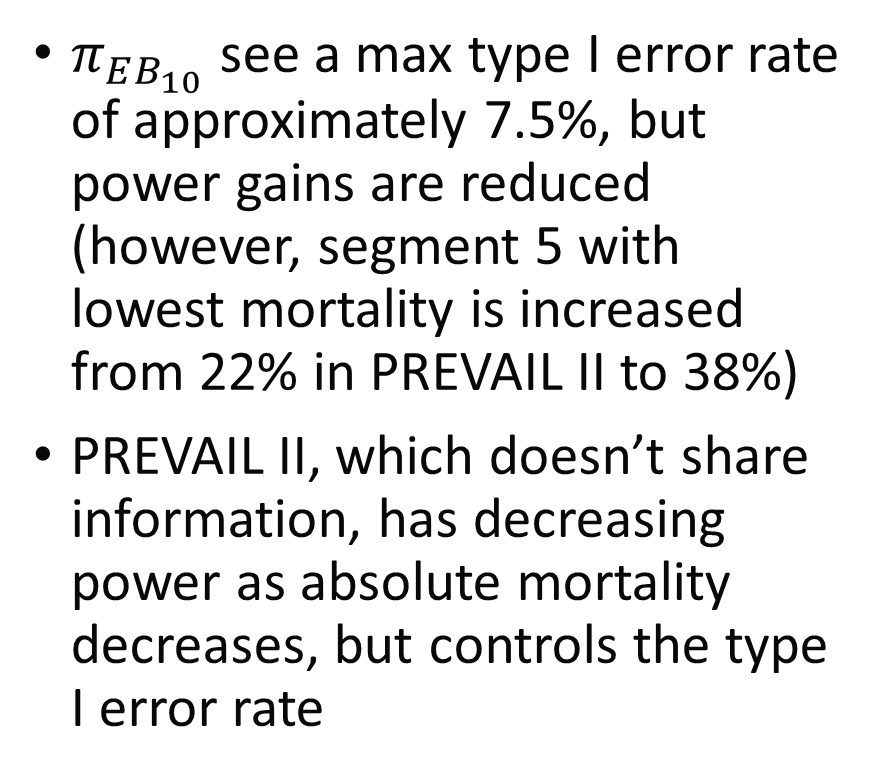 • π_{EB_{10}} see a max type I error rate
of approximately 7.5%, but
power gains are reduced
(however, segment 5 with
lowest mortality is increased
from 22% in PREVAIL II to 38%)
• PREVAIL II, which doesn’t share
information, has decreasing
power as absolute mortality
decreases, but controls the type
I error rate